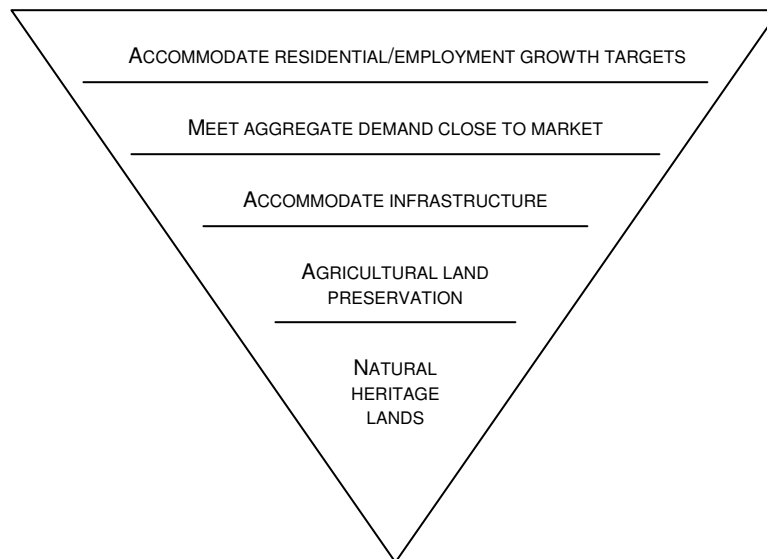 ACCOMMODATE RESIDENTIAL/EMPLOYMENT GROWTH TARGETS
MEET AGGREGATE DEMAND CLOSE TO MARKET
ACCOMMODATE INFRASTRUCTURE
AGRICULTURAL LAND
PRESERVATION
NATURAL
HERITAGE
LANDS